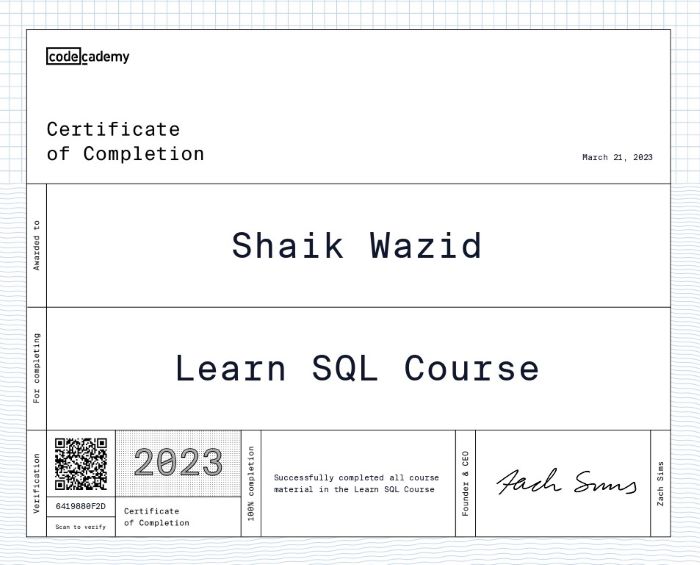 codecademy
Certificate
of Completion
March 21, 2023
Awarded to
Shaik Wazid
For completing
Learn SQL Course
Verification
6419880F2D
Scan to verify
2023
Certificate
of Completion
100% completion
Successfully completed all course
material in the Learn SQL Course
Founder & CEO
Zach Sims
Zach Sims